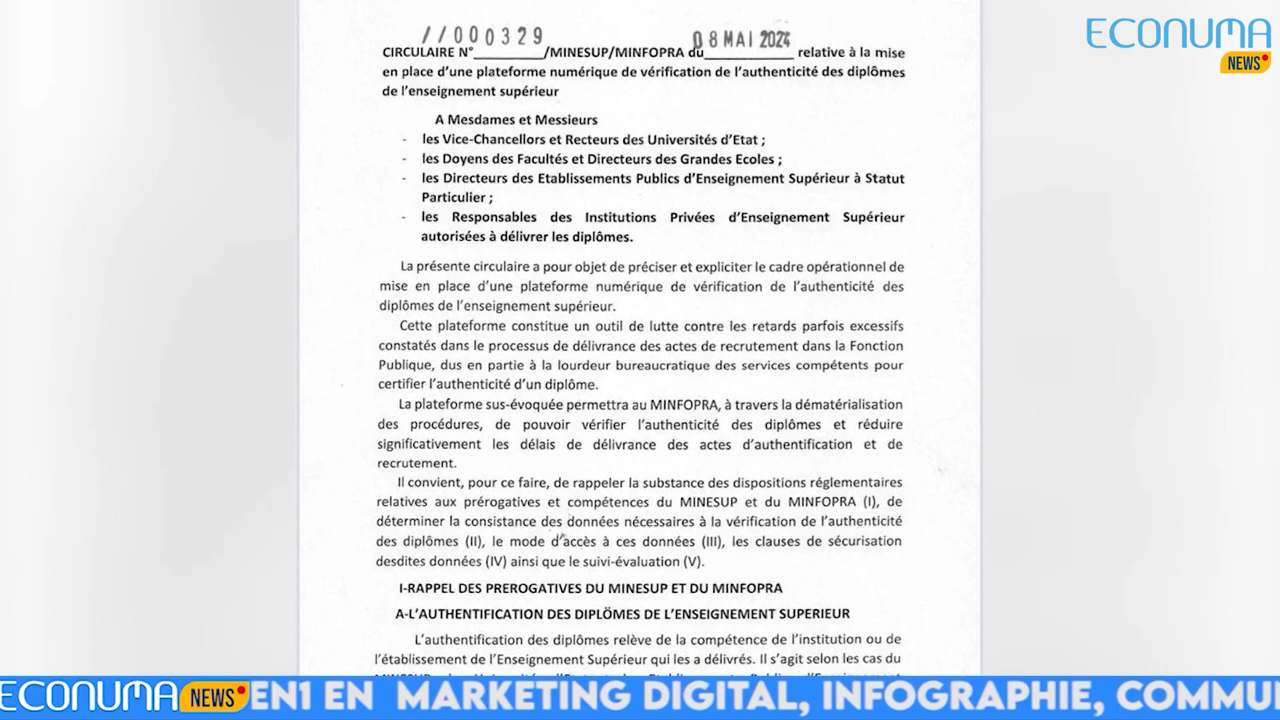 //000329 08 MAI 2024
CIRCULAIRE N°________/MINESUP/MINFOPRA du__________ relative à la mise
en place d'une plateforme numérique de vérification de l'authenticité des diplômes
de l'enseignement supérieur
A Mesdames et Messieurs
- les Vice-Chancellors et Recteurs des Universités d'Etat ;
- les Doyens des Facultés et Directeurs des Grandes Ecoles ;
- les Directeurs des Etablissements Publics d'Enseignement Supérieur à Statut
Particulier ;
- les Responsables des Institutions Privées d'Enseignement Supérieur
autorisées à délivrer les diplômes.
La présente circulaire a pour objet de préciser et expliciter le cadre opérationnel de
mise en place d'une plateforme numérique de vérification de l'authenticité des
diplômes de l'enseignement supérieur.
Cette plateforme constitue un outil de lutte contre les retards parfois excessifs
constatés dans le processus de délivrance des actes de recrutement dans la Fonction
Publique, dus en partie à la lourdeur bureaucratique des services compétents pour
certifier l'authenticité d'un diplôme.
La plateforme sus-évoquée permettra au MINFOPRA, à travers la dématérialisation
des procédures, de pouvoir vérifier l'authenticité des diplômes et réduire
significativement les délais de délivrance des actes d'authentification et de
recrutement.
Il convient, pour ce faire, de rappeler la substance des dispositions réglementaires
relatives aux prérogatives et compétences du MINESUP et du MINFOPRA (I), de
déterminer la consistance des données nécessaires à la vérification de l'authenticité
des diplômes (II), le mode d'accès à ces données (III), les clauses de sécurisation
desdites données (IV) ainsi que le suivi-évaluation (V).
I-RAPPEL DES PREROGATIVES DU MINESUP ET DU MINFOPRA
A-L'AUTHENTIFICATION DES DIPLÖMES DE L'ENSEIGNEMENT SUPERIEUR
L'authentification des diplômes relève de la compétence de l'institution ou de
l'établissement de l'Enseignement Supérieur qui les a délivrés. Il s'agit selon les cas du
ECONUMA
NEWS
ECONUMA NEWS EN1 EN MARKETING DIGITAL, INFOGRAPHIE, COMMU